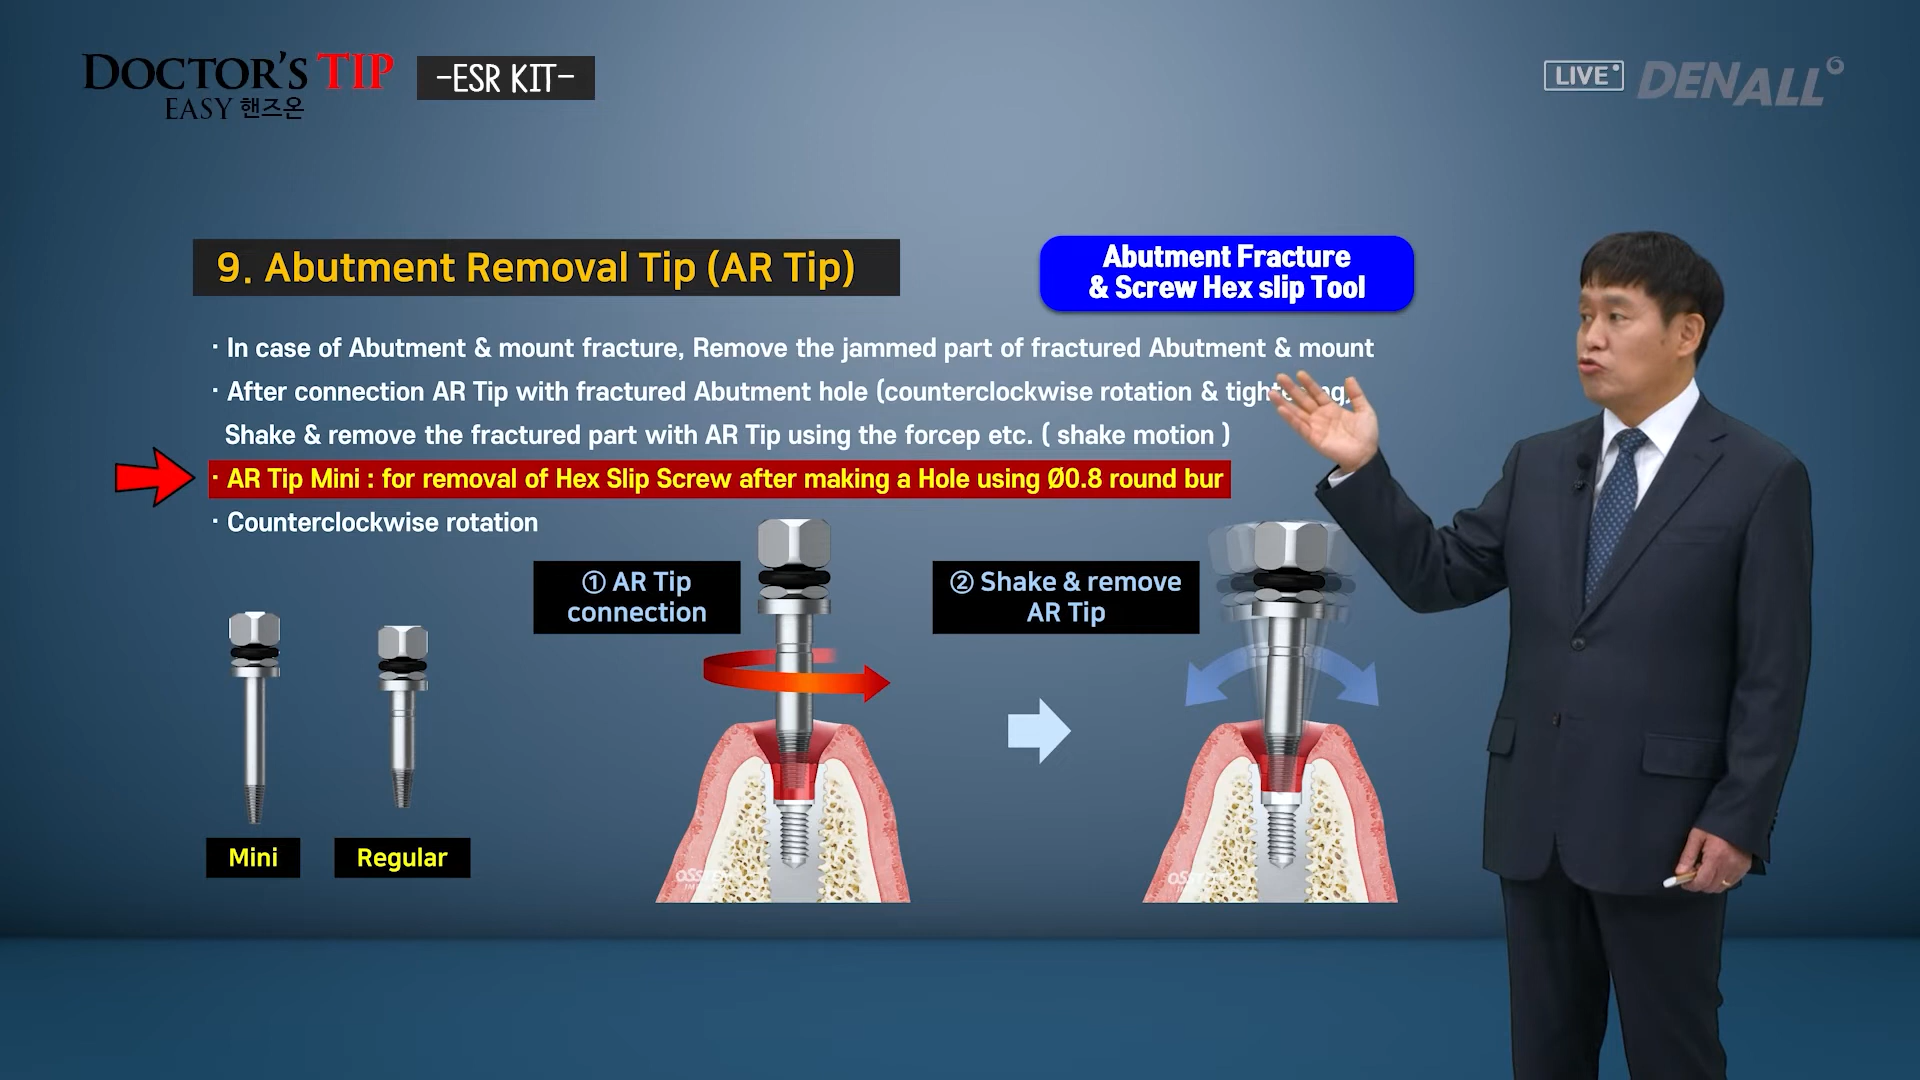 DOCTOR'S TIP
EASY 핸즈온
-ESR KIT-
LIVE
DENALL
9. Abutment Removal Tip (AR Tip)
Abutment Fracture
& Screw Hex slip Tool
· In case of Abutment & mount fracture, Remove the jammed part of fractured Abutment & mount
· After connection AR Tip with fractured Abutment hole (counterclockwise rotation &
Shake & remove the fractured part with AR Tip using the forcep etc. ( shake motion )
· AR Tip Mini : for removal of Hex Slip Screw after making a Hole using Ø0.8 round bur
· Counterclockwise rotation
① AR Tip
connection
② Shake & remove
AR Tip
Mini
Regular